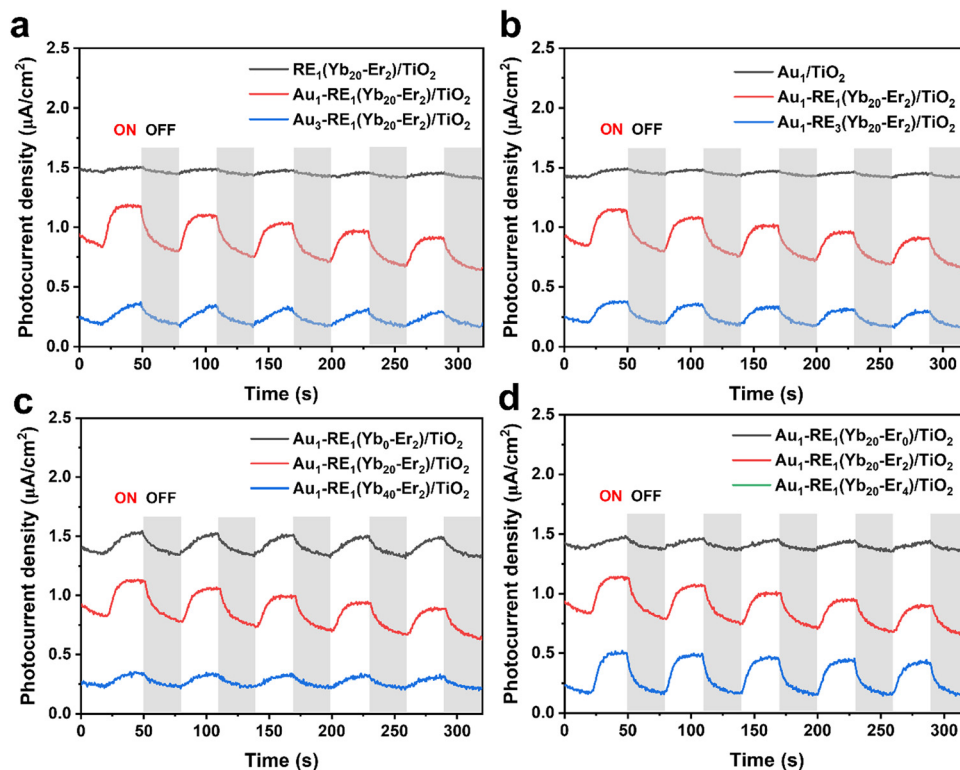 a
2.5
2.0
1.5
1.0
0.5
0.0
Photocurrent density (μA/cm²)
RE₁(Yb₂₀-Er₂)/TiO₂
Au₁-RE₁(Yb₂₀-Er₂)/TiO₂
Au₃-RE₁(Yb₂₀-Er₂)/TiO₂
ON OFF
0 50 100 150 200 250 300
Time (s)
b
2.5
2.0
1.5
1.0
0.5
0.0
Photocurrent density (μA/cm²)
Au₁/TiO₂
Au₁-RE₁(Yb₂₀-Er₂)/TiO₂
Au₁-RE₃(Yb₂₀-Er₂)/TiO₂
ON OFF
0 50 100 150 200 250 300
Time (s)
c
2.5
2.0
1.5
1.0
0.5
0.0
Photocurrent density (μA/cm²)
Au₁-RE₁(Yb₀-Er₂)/TiO₂
Au₁-RE₁(Yb₂₀-Er₂)/TiO₂
Au₁-RE₁(Yb₄₀-Er₂)/TiO₂
ON OFF
0 50 100 150 200 250 300
Time (s)
d
2.5
2.0
1.5
1.0
0.5
0.0
Photocurrent density (μA/cm²)
Au₁-RE₁(Yb₂₀-Er₀)/TiO₂
Au₁-RE₁(Yb₂₀-Er₂)/TiO₂
Au₁-RE₁(Yb₂₀-Er₄)/TiO₂
ON OFF
0 50 100 150 200 250 300
Time (s)